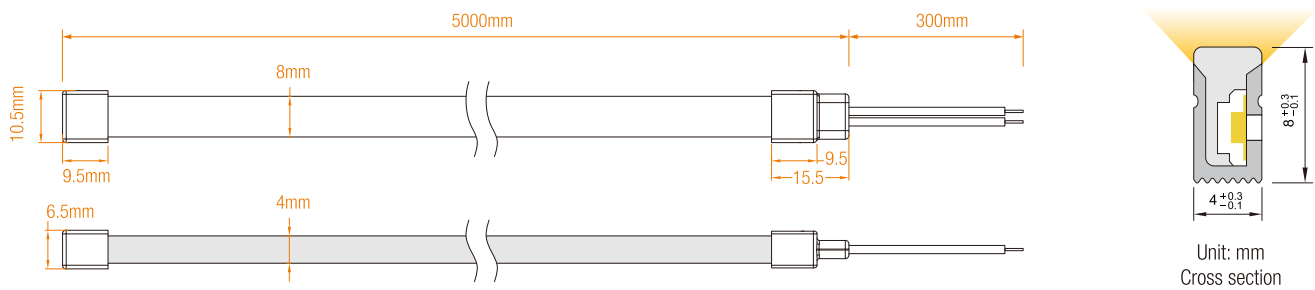 5000mm
300mm
8mm
10.5mm
9.5mm
9.5
15.5
6.5mm
4mm
8 +0.3 -0.1
4 +0.3 -0.1
Unit: mm
Cross section